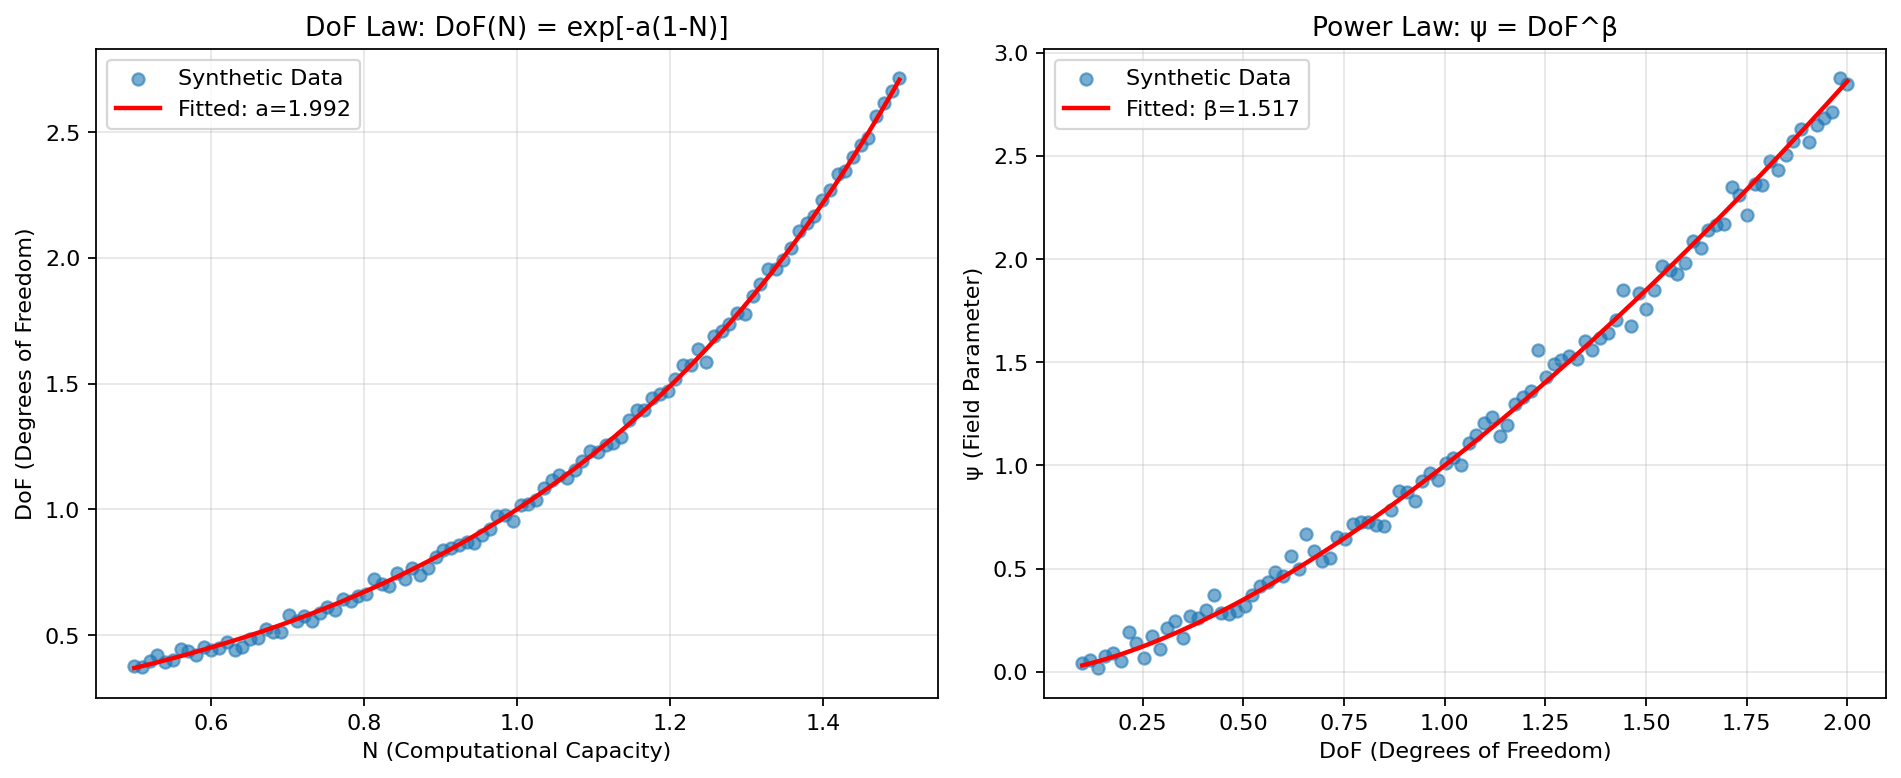 DoF Law: DoF(N) = exp[-a(1-N)]
Synthetic Data
Fitted: a=1.992
2.5
2.0
1.5
1.0
0.5
DoF (Degrees of Freedom)
0.6
0.8
1.0
1.2
1.4
N (Computational Capacity)
Power Law: ψ = DoF^β
Synthetic Data
Fitted: β=1.517
3.0
2.5
2.0
1.5
1.0
0.5
0.0
ψ (Field Parameter)
0.25
0.50
0.75
1.00
1.25
1.50
1.75
2.00
DoF (Degrees of Freedom)